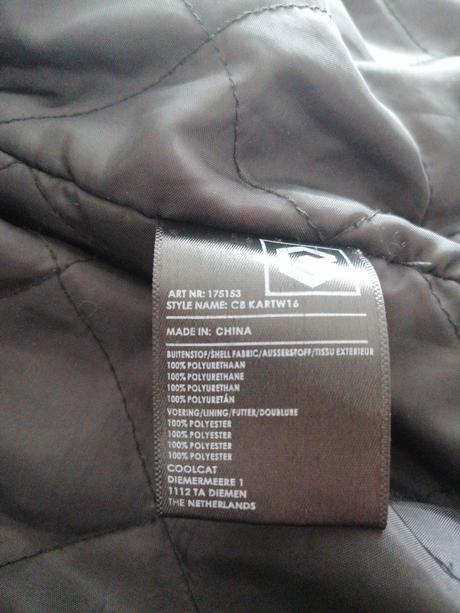 ART NR: 175153
STYLE NAME: CB KARTW16
MADE IN: CHINA
BUITENSTOF/SHELL FABRIC/AUSSERSTOFF/TISSU EXTERIEUR
100% POLYURETHAAN
100% POLYURETHANE
100% POLYURETHAN
100% POLYURETÁN
VOERING/LINING/FUTTER/DOUBLURE
100% POLYESTER
100% POLYESTER
100% POLYESTER
100% POLYESTER
COOLCAT
DIEMERMEERE 1
1112 TA DIEMEN
THE NETHERLANDS